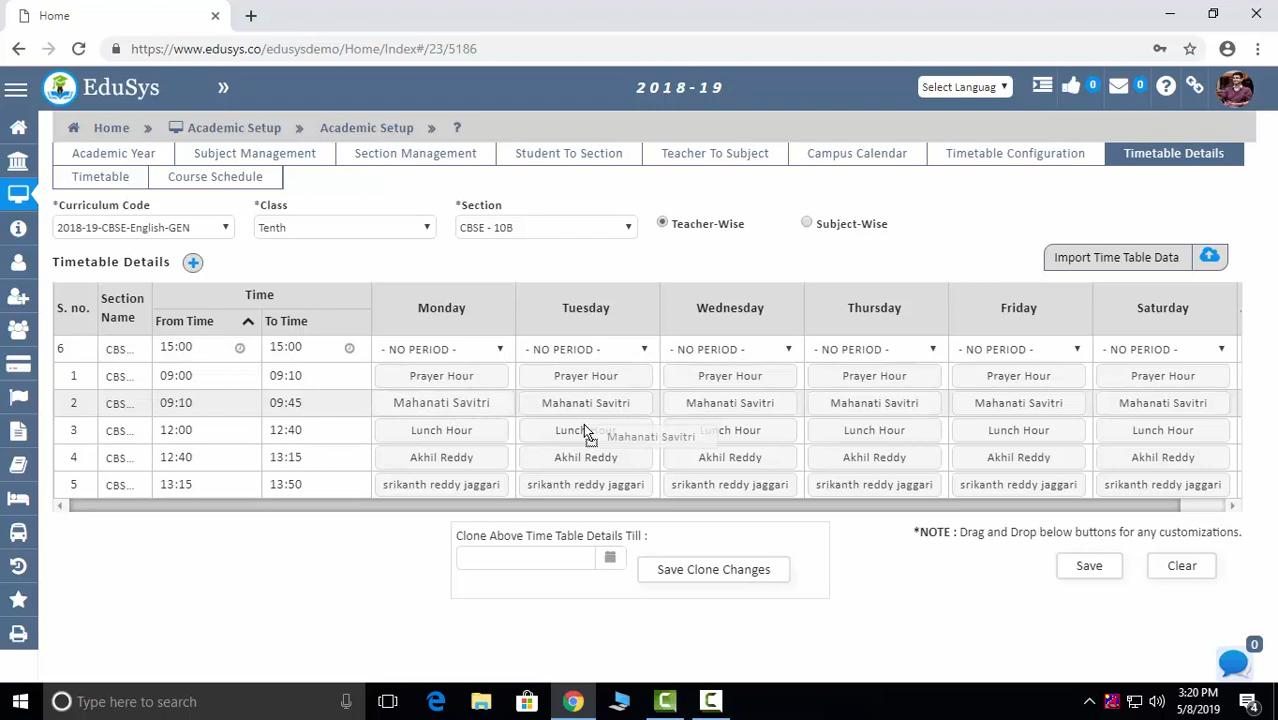 Home
https://www.edusys.co/edusysdemo/Home/Index#/23/5186
EduSys
2018-19
Select Languag
0
0
Home Academic Setup Academic Setup ?
Academic Year Subject Management Section Management Student To Section Teacher To Subject Campus Calendar Timetable Configuration Timetable Details
Timetable Course Schedule
*Curriculum Code *Class *Section
2018-19-CBSE-English-GEN Tenth CBSE - 10B Teacher-Wise Subject-Wise
Timetable Details
Import Time Table Data
S. no. Section Name Time From Time To Time Monday Tuesday Wednesday Thursday Friday Saturday
6 CBS... 15:00 15:00 - NO PERIOD - - NO PERIOD - - NO PERIOD - - NO PERIOD - - NO PERIOD - - NO PERIOD -
1 CBS... 09:00 09:10 Prayer Hour Prayer Hour Prayer Hour Prayer Hour Prayer Hour Prayer Hour
2 CBS... 09:10 09:45 Mahanati Savitri Mahanati Savitri Mahanati Savitri Mahanati Savitri Mahanati Savitri Mahanati Savitri
3 CBS... 12:00 12:40 Lunch Hour Lunch Hour Lunch Hour Lunch Hour Lunch Hour Lunch Hour
Mahanati Savitri
4 CBS... 12:40 13:15 Akhil Reddy Akhil Reddy Akhil Reddy Akhil Reddy Akhil Reddy Akhil Reddy
5 CBS... 13:15 13:50 srikanth reddy jaggari srikanth reddy jaggari srikanth reddy jaggari srikanth reddy jaggari srikanth reddy jaggari srikanth reddy jaggari
Clone Above Time Table Details Till :
Save Clone Changes
*NOTE : Drag and Drop below buttons for any customizations.
Save Clear
0
Type here to search
3:20 PM
5/8/2019
4